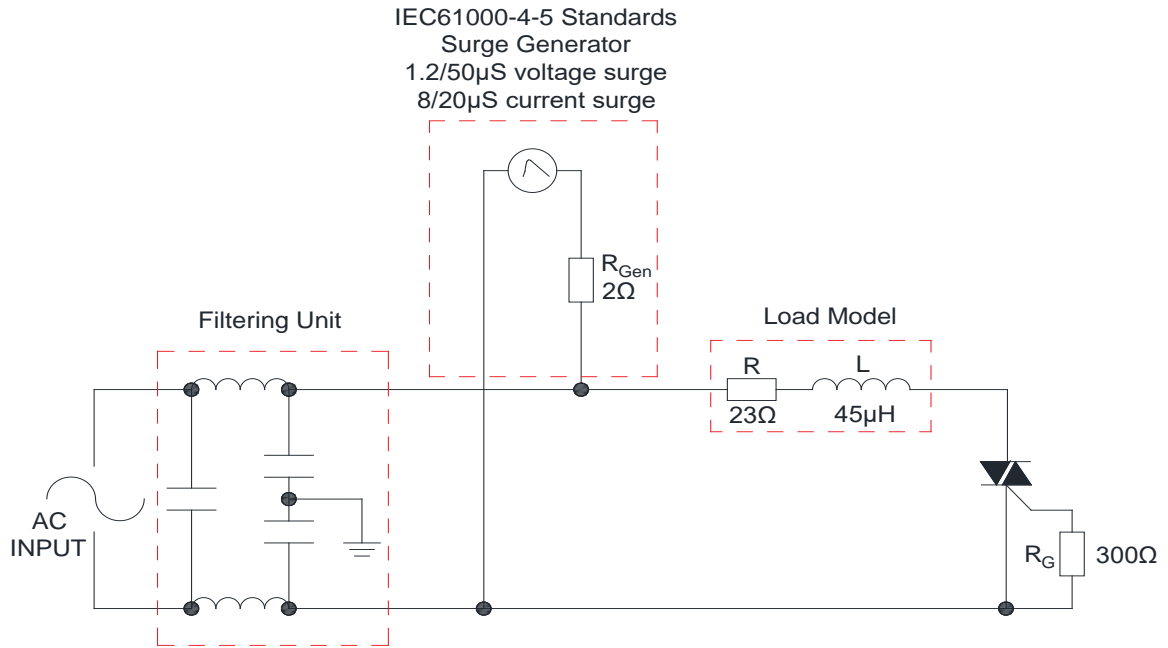 IEC61000-4-5 Standards
Surge Generator
1.2/50µS voltage surge
8/20µS current surge
RGen
2Ω
Filtering Unit
Load Model
R
L
23Ω
45µH
AC
INPUT
RG
300Ω